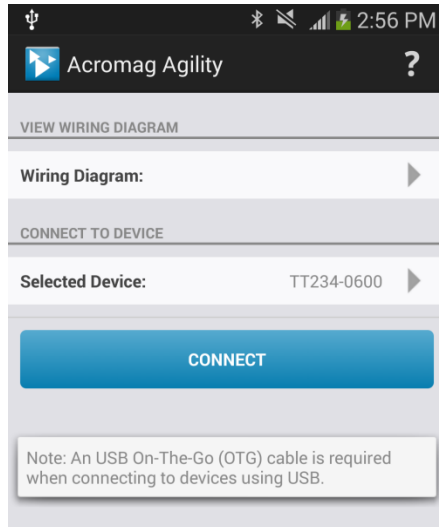 2:56 PM
Acromag Agility ?
VIEW WIRING DIAGRAM
Wiring Diagram:
CONNECT TO DEVICE
Selected Device: TT234-0600
CONNECT
Note: An USB On-The-Go (OTG) cable is required
when connecting to devices using USB.